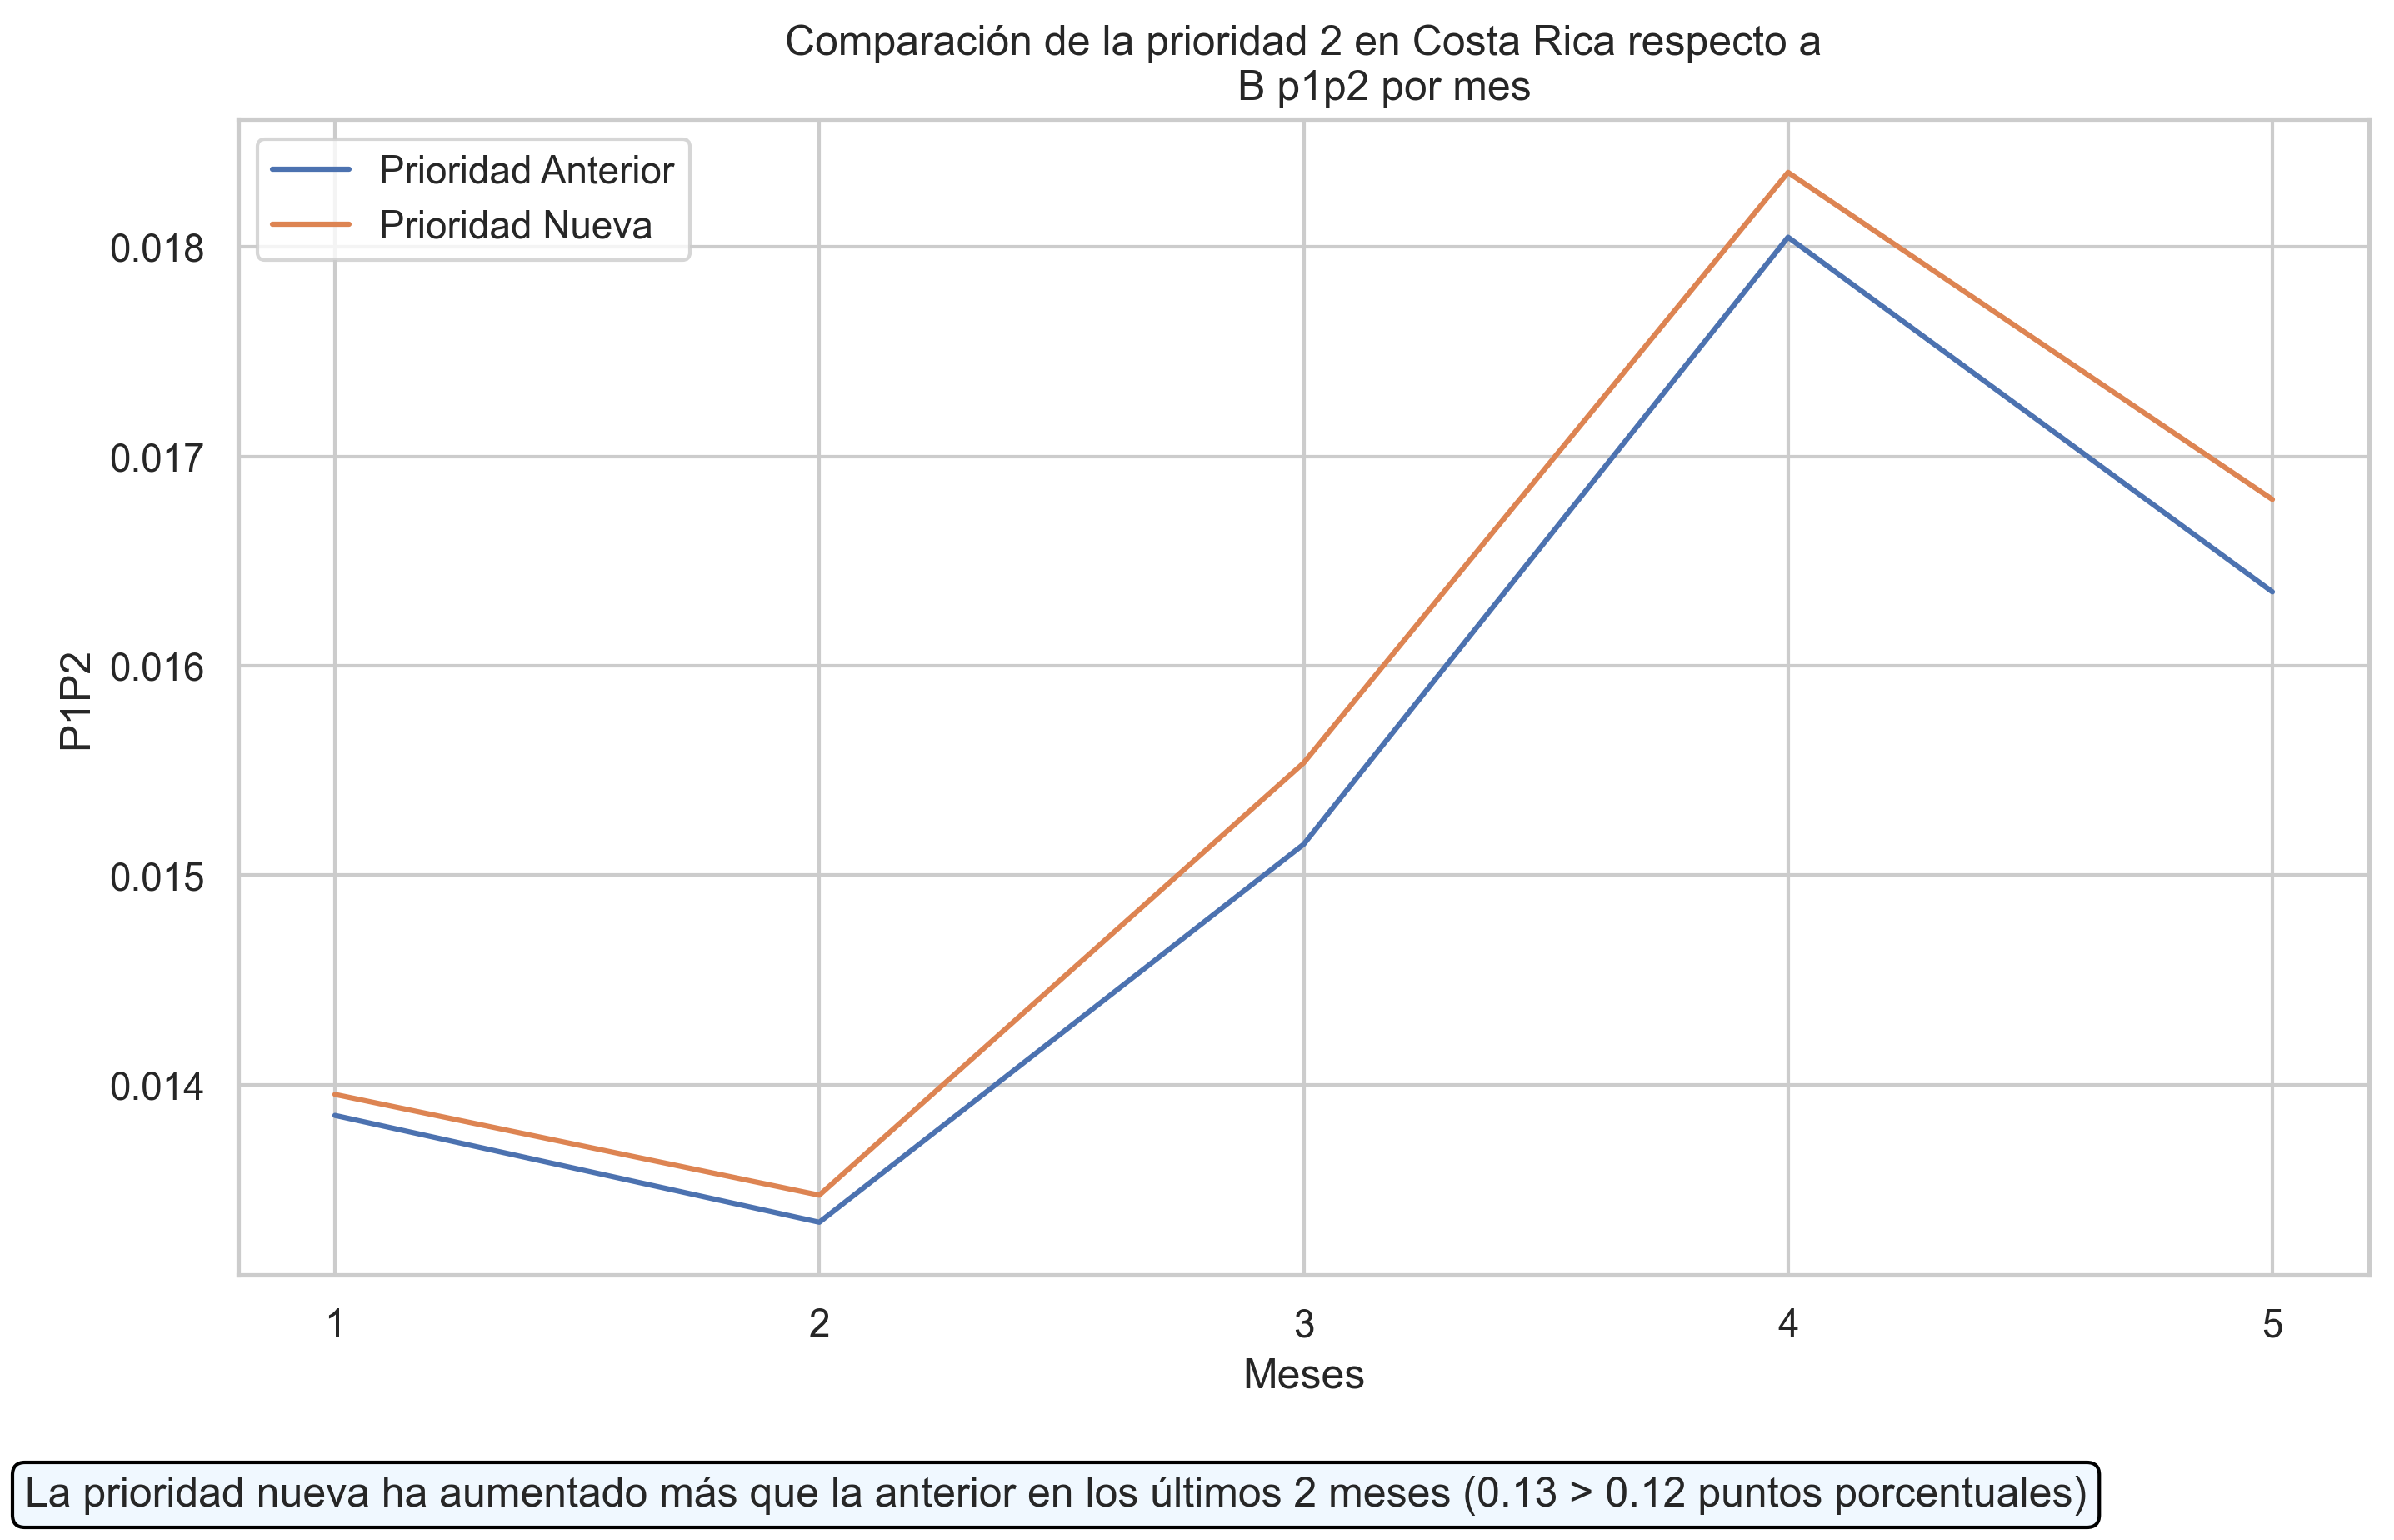 Comparación de la prioridad 2 en Costa Rica respecto a
B p1p2 por mes
Prioridad Anterior
Prioridad Nueva
0.018
0.017
0.016
0.015
0.014
P1P2
1 2 3 4 5
Meses
La prioridad nueva ha aumentado más que la anterior en los últimos 2 meses (0.13 > 0.12 puntos porcentuales)